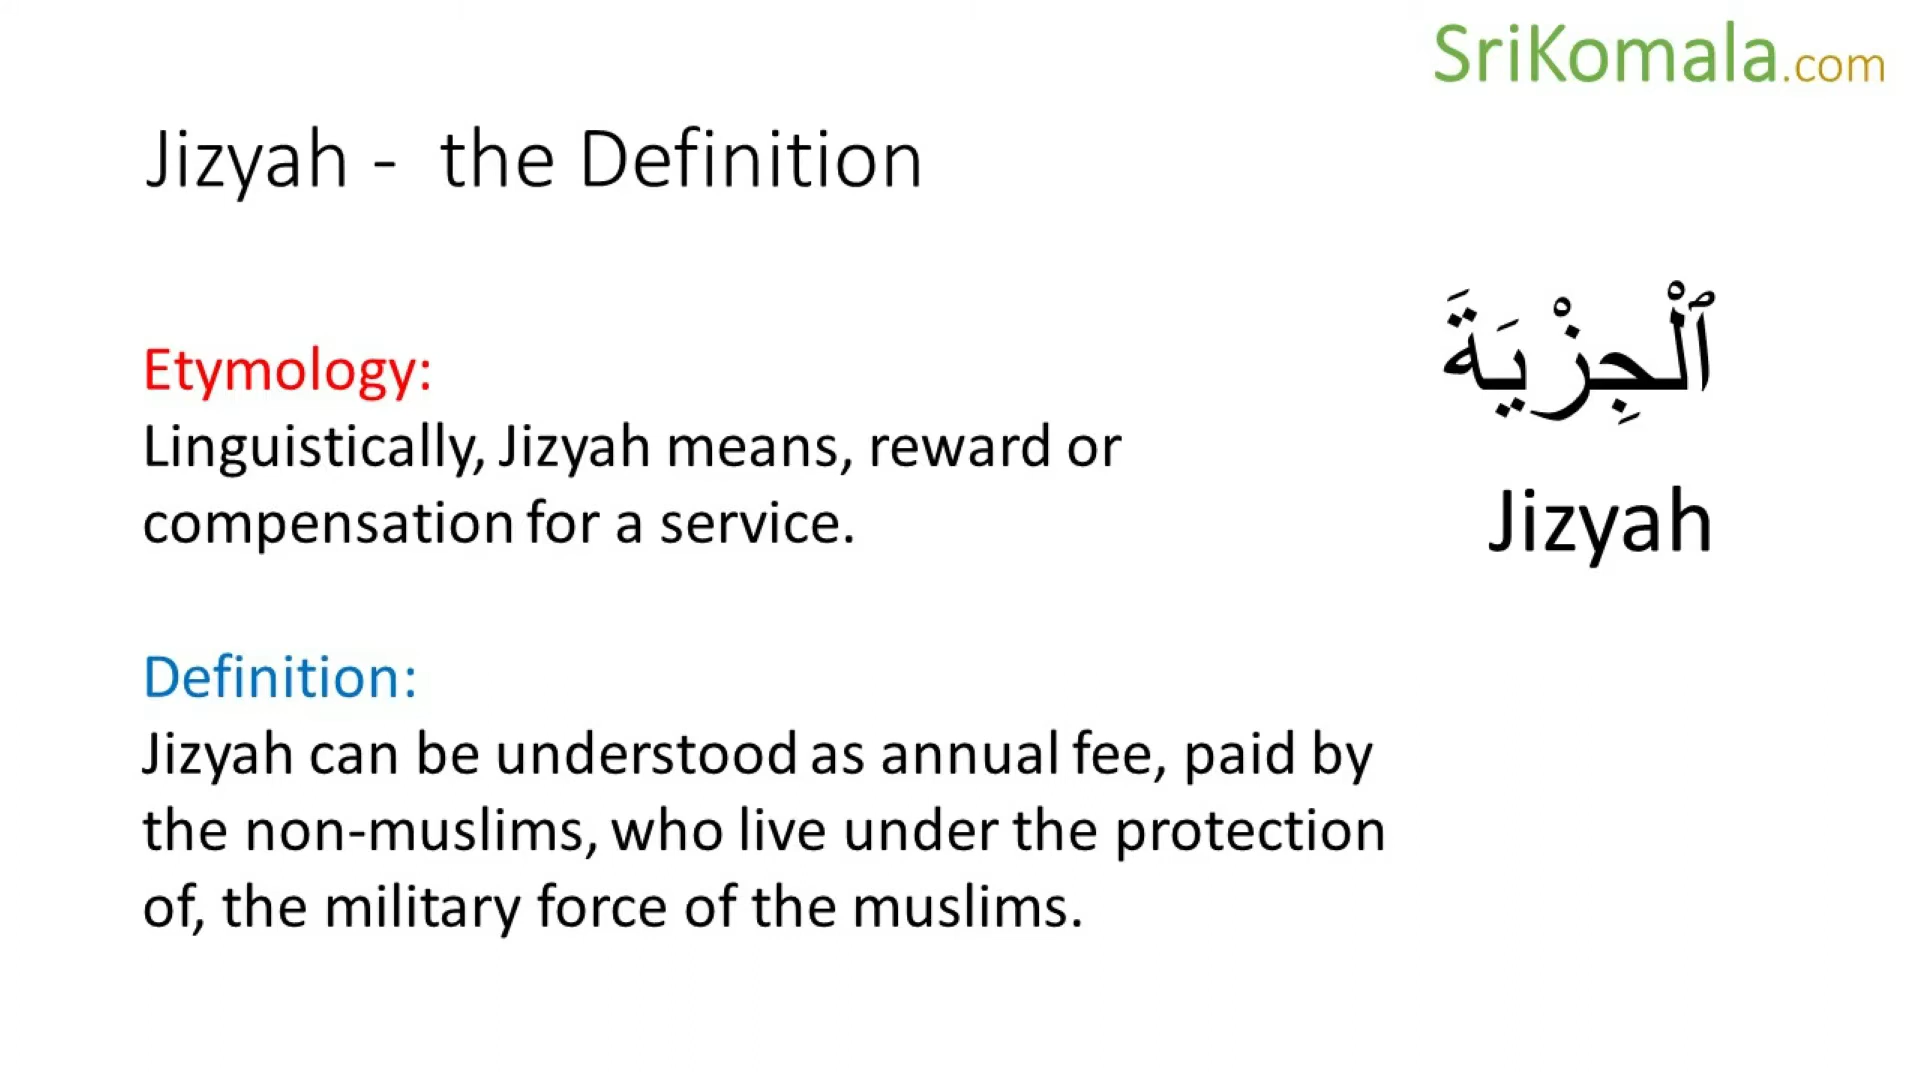 SriKomala.com
Jizyah -  the Definition
ٱلْجِزْيَةَ
Jizyah
Etymology:
Linguistically, Jizyah means, reward or
compensation for a service.
Definition:
Jizyah can be understood as annual fee, paid by
the non-muslims, who live under the protection
of, the military force of the muslims.